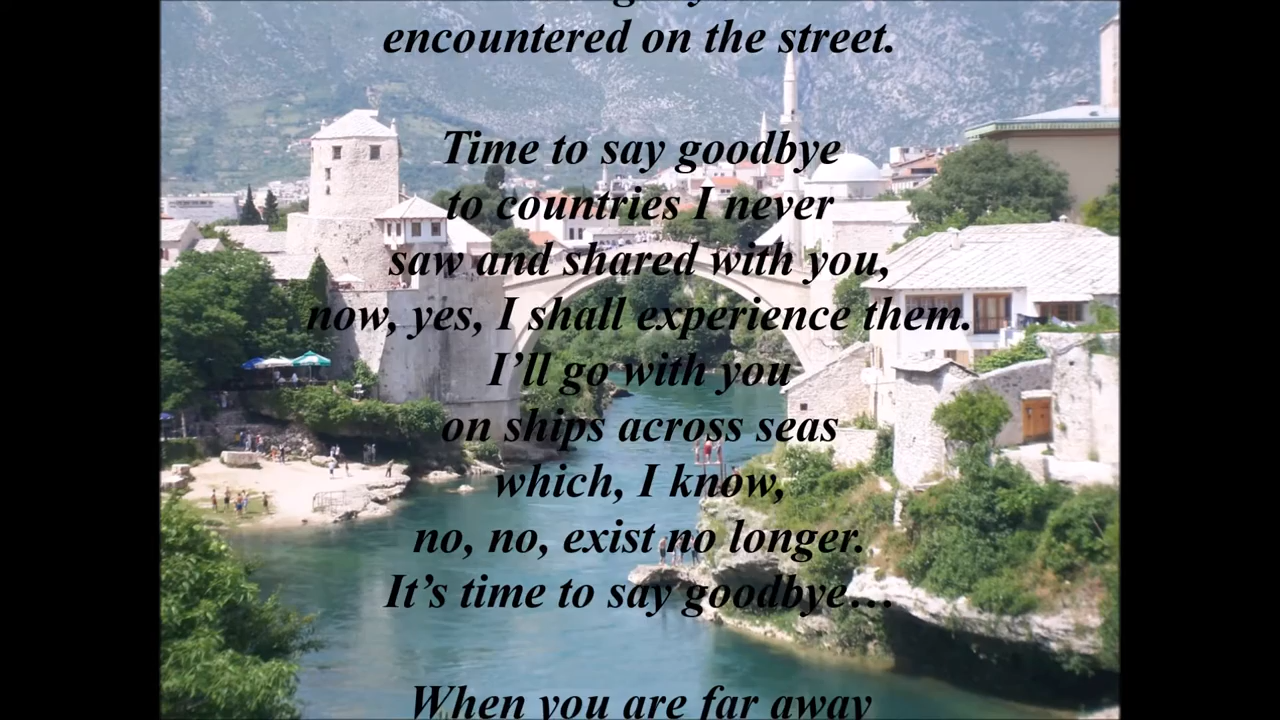 encountered on the street.
Time to say goodbye
to countries I never
saw and shared with you,
now, yes, I shall experience them.
I’ll go with you
on ships across seas
which, I know,
no, no, exist no longer.
It’s time to say goodbye…
When you are far away